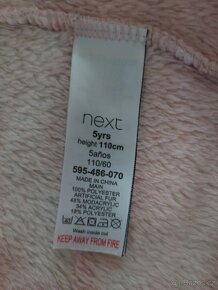 next
5yrs
height 110cm
5años
110/60
595-486-070
MADE IN CHINA
MAIN
100% POLYESTER
ARTIFICIAL FUR
48% MODACRYLIC
34% ACRYLIC
18% POLYESTER
Wash inside out
KEEP AWAY FROM FIRE